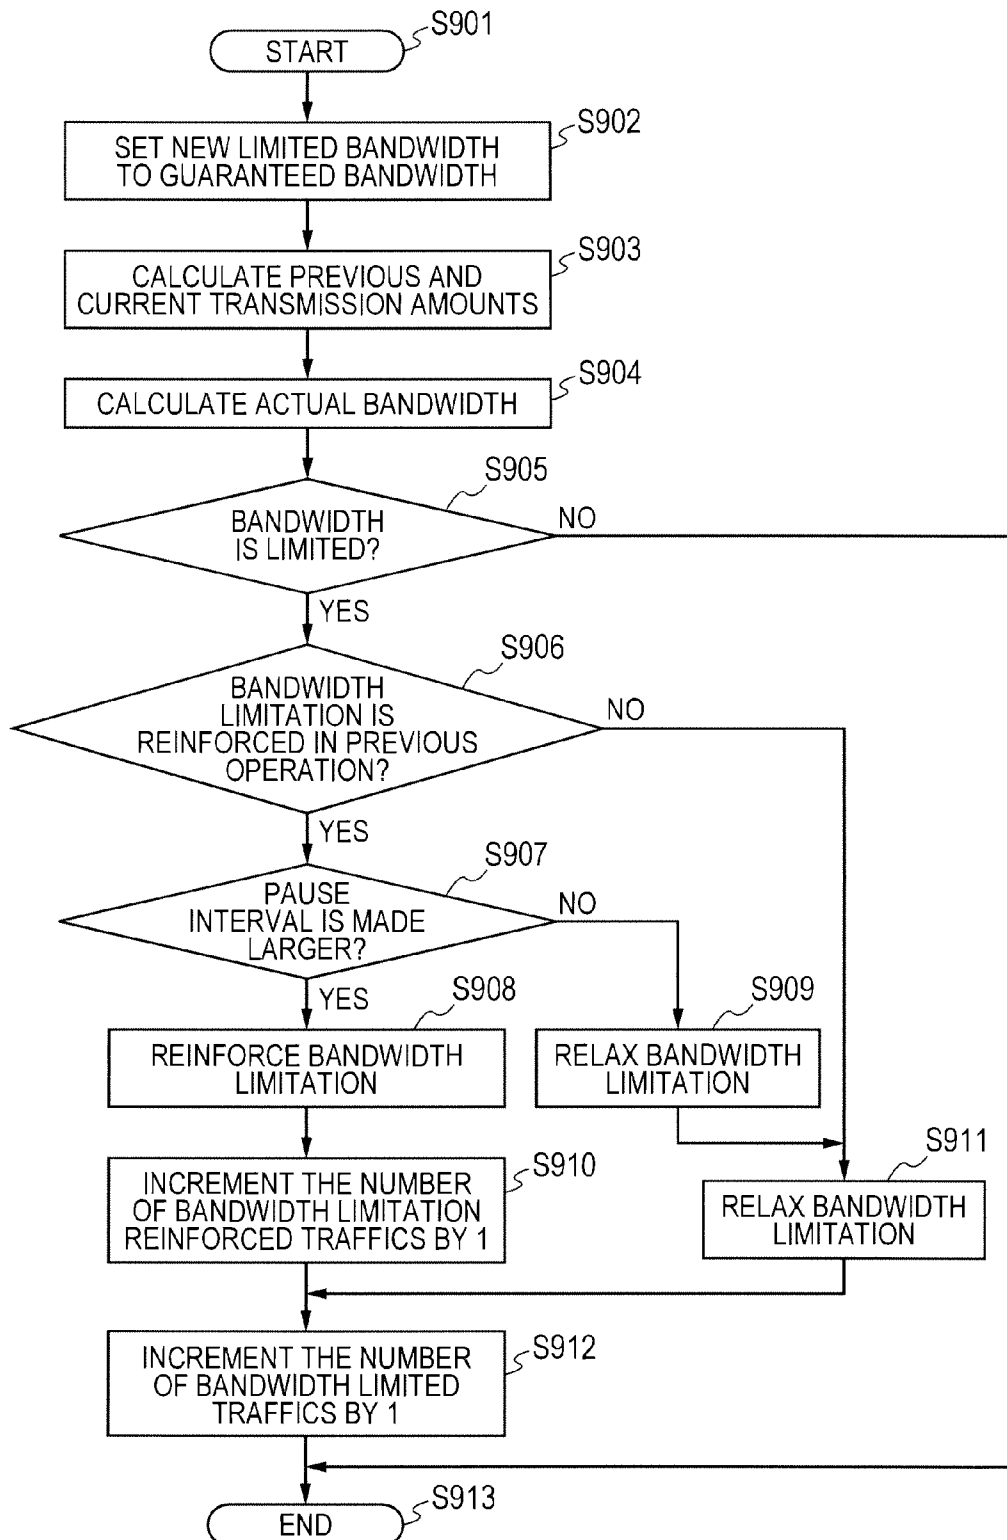 S901
START
S902
SET NEW LIMITED BANDWIDTH
TO GUARANTEED BANDWIDTH
S903
CALCULATE PREVIOUS AND
CURRENT TRANSMISSION AMOUNTS
S904
CALCULATE ACTUAL BANDWIDTH
S905
BANDWIDTH
IS LIMITED?
NO
YES
S906
BANDWIDTH
LIMITATION IS
REINFORCED IN PREVIOUS
OPERATION?
NO
YES
S907
PAUSE
INTERVAL IS MADE
LARGER?
NO
YES
S908
REINFORCE BANDWIDTH
LIMITATION
S909
RELAX BANDWIDTH
LIMITATION
S910
INCREMENT THE NUMBER
OF BANDWIDTH LIMITATION
REINFORCED TRAFFICS BY 1
S911
RELAX BANDWIDTH
LIMITATION
S912
INCREMENT THE NUMBER
OF BANDWIDTH LIMITED
TRAFFICS BY 1
S913
END